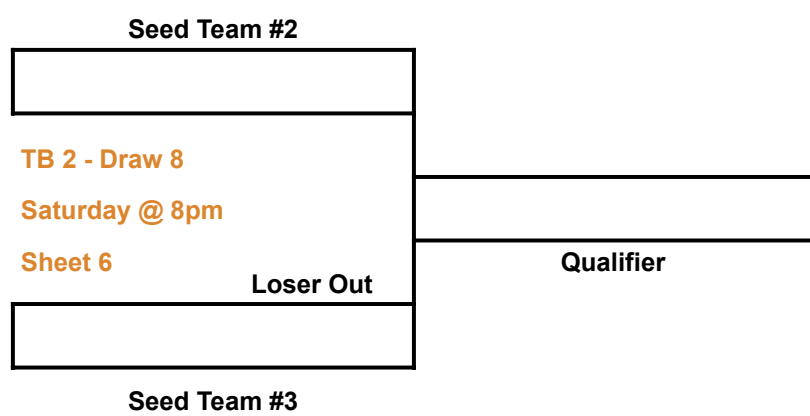 Seed Team #2
TB 2 - Draw 8
Saturday @ 8pm
Sheet 6
Loser Out
Qualifier
Seed Team #3